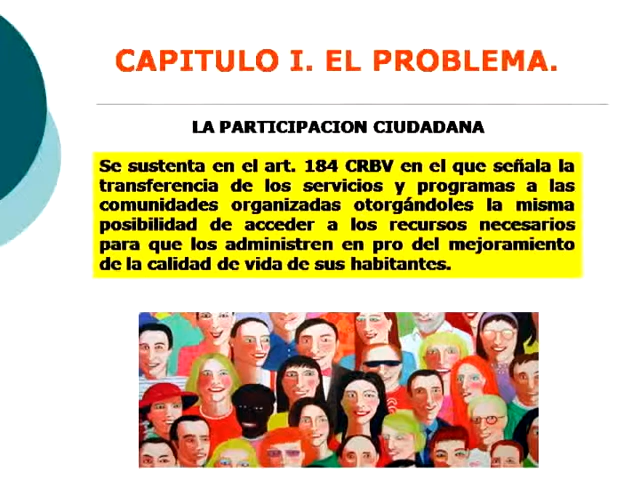 CAPITULO I. EL PROBLEMA.
LA PARTICIPACION CIUDADANA
Se sustenta en el art. 184 CRBV en el que señala la
transferencia de los servicios y programas a las
comunidades organizadas otorgándoles la misma
posibilidad de acceder a los recursos necesarios
para que los administren en pro del mejoramiento
de la calidad de vida de sus habitantes.